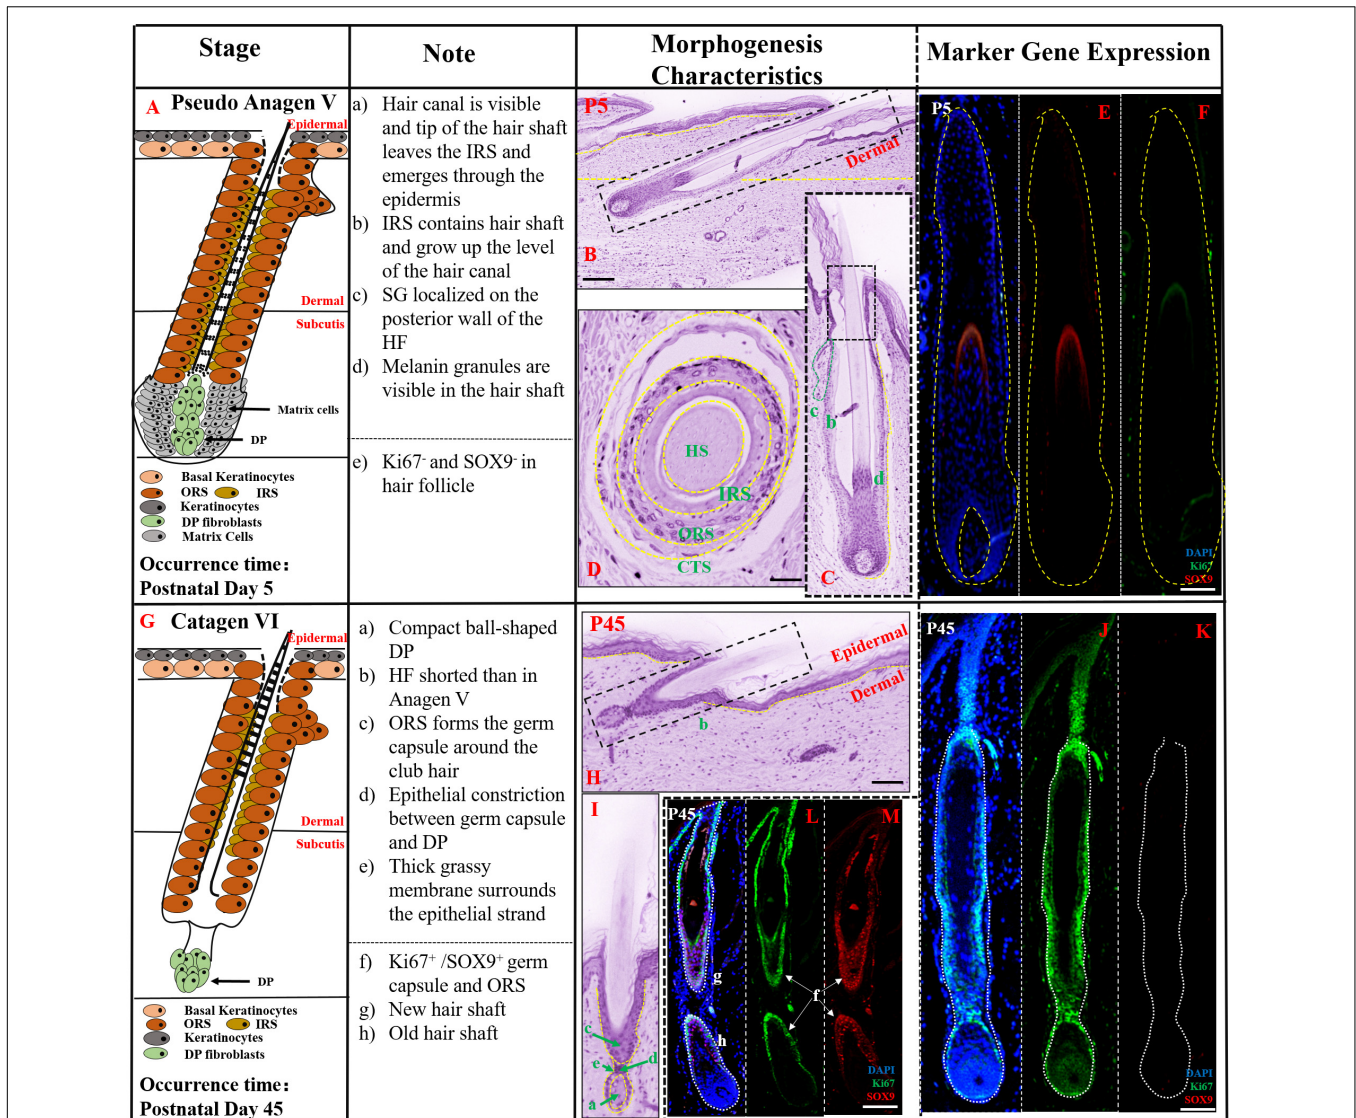 Stage
Note
Morphogenesis
Characteristics
Marker Gene Expression
A Pseudo Anagen V
Epidermal
Dermal
Subcutis
Matrix cells
DP
Basal Keratinocytes
ORS
IRS
Keratinocytes
DP fibroblasts
Matrix Cells
Occurrence time:
Postnatal Day 5
a) Hair canal is visible
and tip of the hair shaft
leaves the IRS and
emerges through the
epidermis
b) IRS contains hair shaft
and grow up the level
of the hair canal
c) SG localized on the
posterior wall of the
HF
d) Melanin granules are
visible in the hair shaft
e) Ki67⁻ and SOX9⁻ in
hair follicle
P5
Dermal
B
c
b
d
C
HS
IRS
ORS
CTS
D
P5
E
F
DAPI
Ki67
SOX9
G Catagen VI
Epidermal
Dermal
Subcutis
DP
Basal Keratinocytes
ORS
IRS
Keratinocytes
DP fibroblasts
Occurrence time:
Postnatal Day 45
a) Compact ball-shaped
DP
b) HF shorted than in
Anagen V
c) ORS forms the germ
capsule around the
club hair
d) Epithelial constriction
between germ capsule
and DP
e) Thick grassy
membrane surrounds
the epithelial strand
f) Ki67⁺ /SOX9⁺ germ
capsule and ORS
g) New hair shaft
h) Old hair shaft
P45
Epidermal
Dermal
b
H
I
c
e
d
a
P45
L
M
g
f
h
DAPI
Ki67
SOX9
P45
J
K
DAPI
Ki67
SOX9